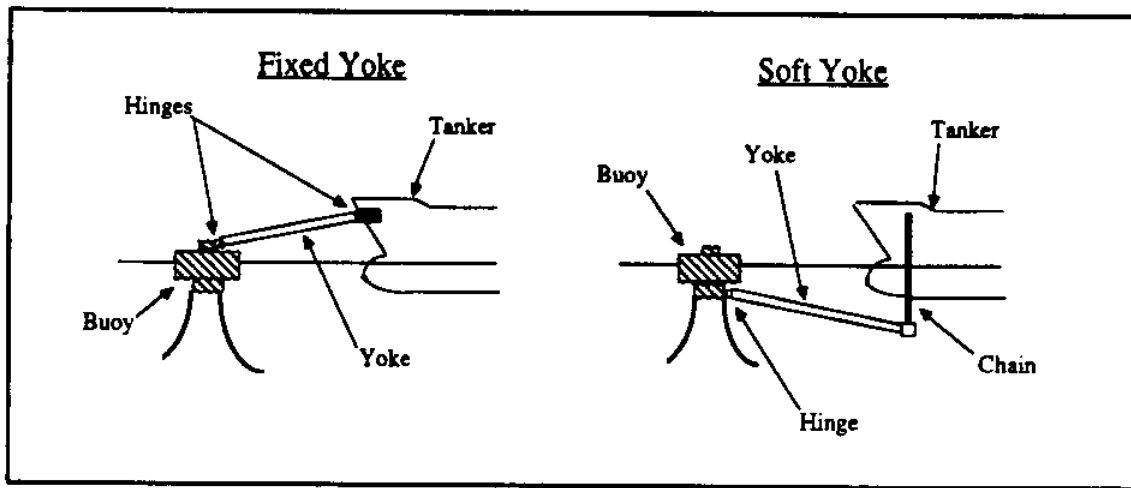 Fixed Yoke
Hinges
Tanker
Buoy
Yoke
Soft Yoke
Tanker
Yoke
Buoy
Chain
Hinge